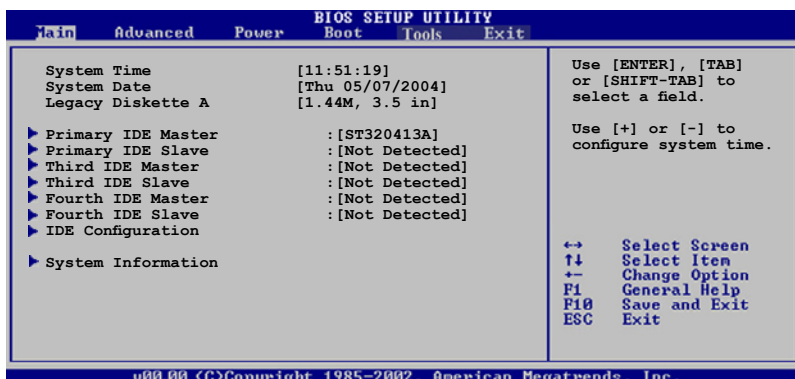 BIOS SETUP UTILITY
Main Advanced Power Boot Tools Exit
System Time [11:51:19]
System Date [Thu 05/07/2004]
Legacy Diskette A [1.44M, 3.5 in]
Primary IDE Master :[ST320413A]
Primary IDE Slave :[Not Detected]
Third IDE Master :[Not Detected]
Third IDE Slave :[Not Detected]
Fourth IDE Master :[Not Detected]
Fourth IDE Slave :[Not Detected]
IDE Configuration
System Information
Use [ENTER], [TAB]
or [SHIFT-TAB] to
select a field.
Use [+] or [-] to
configure system time.
↔ Select Screen
↑↓ Select Item
+- Change Option
F1 General Help
F10 Save and Exit
ESC Exit
v00.00 (C)Copyright 1985-2002, American Megatrends, Inc.